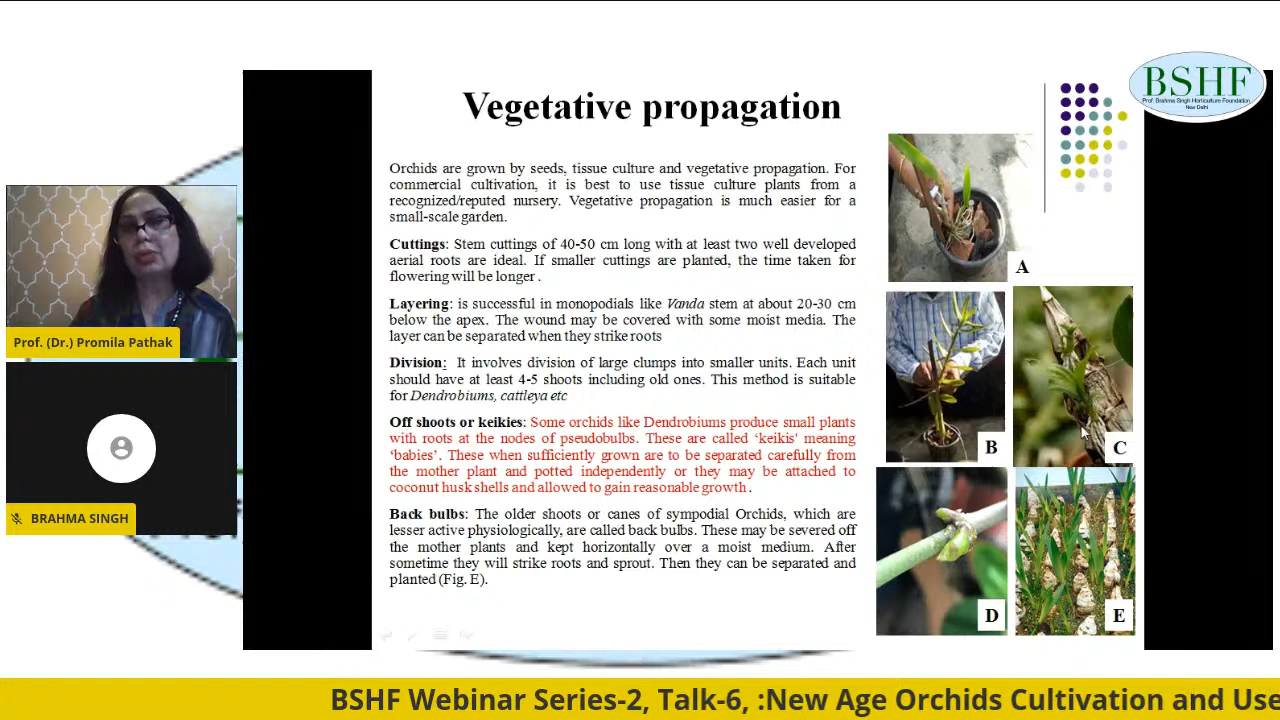 BSHF
Prof. Brahma Singh Horticulture Foundation
New Delhi
Vegetative propagation
Orchids are grown by seeds, tissue culture and vegetative propagation. For
commercial cultivation, it is best to use tissue culture plants from a
recognized/reputed nursery. Vegetative propagation is much easier for a
small-scale garden.
Cuttings: Stem cuttings of 40-50 cm long with at least two well developed
aerial roots are ideal. If smaller cuttings are planted, the time taken for
flowering will be longer .
Layering: is successful in monopodials like Vanda stem at about 20-30 cm
below the apex. The wound may be covered with some moist media. The
layer can be separated when they strike roots
Division: It involves division of large clumps into smaller units. Each unit
should have at least 4-5 shoots including old ones. This method is suitable
for Dendrobiums, cattleya etc
Off shoots or keikies: Some orchids like Dendrobiums produce small plants
with roots at the nodes of pseudobulbs. These are called ‘keikis’ meaning
‘babies’. These when sufficiently grown are to be separated carefully from
the mother plant and potted independently or they may be attached to
coconut husk shells and allowed to gain reasonable growth .
Back bulbs: The older shoots or canes of sympodial Orchids, which are
lesser active physiologically, are called back bulbs. These may be severed off
the mother plants and kept horizontally over a moist medium. After
sometime they will strike roots and sprout. Then they can be separated and
planted (Fig. E).
A
B
C
D
E
Prof. (Dr.) Promila Pathak
BRAHMA SINGH
BSHF Webinar Series-2, Talk-6, :New Age Orchids Cultivation and Use